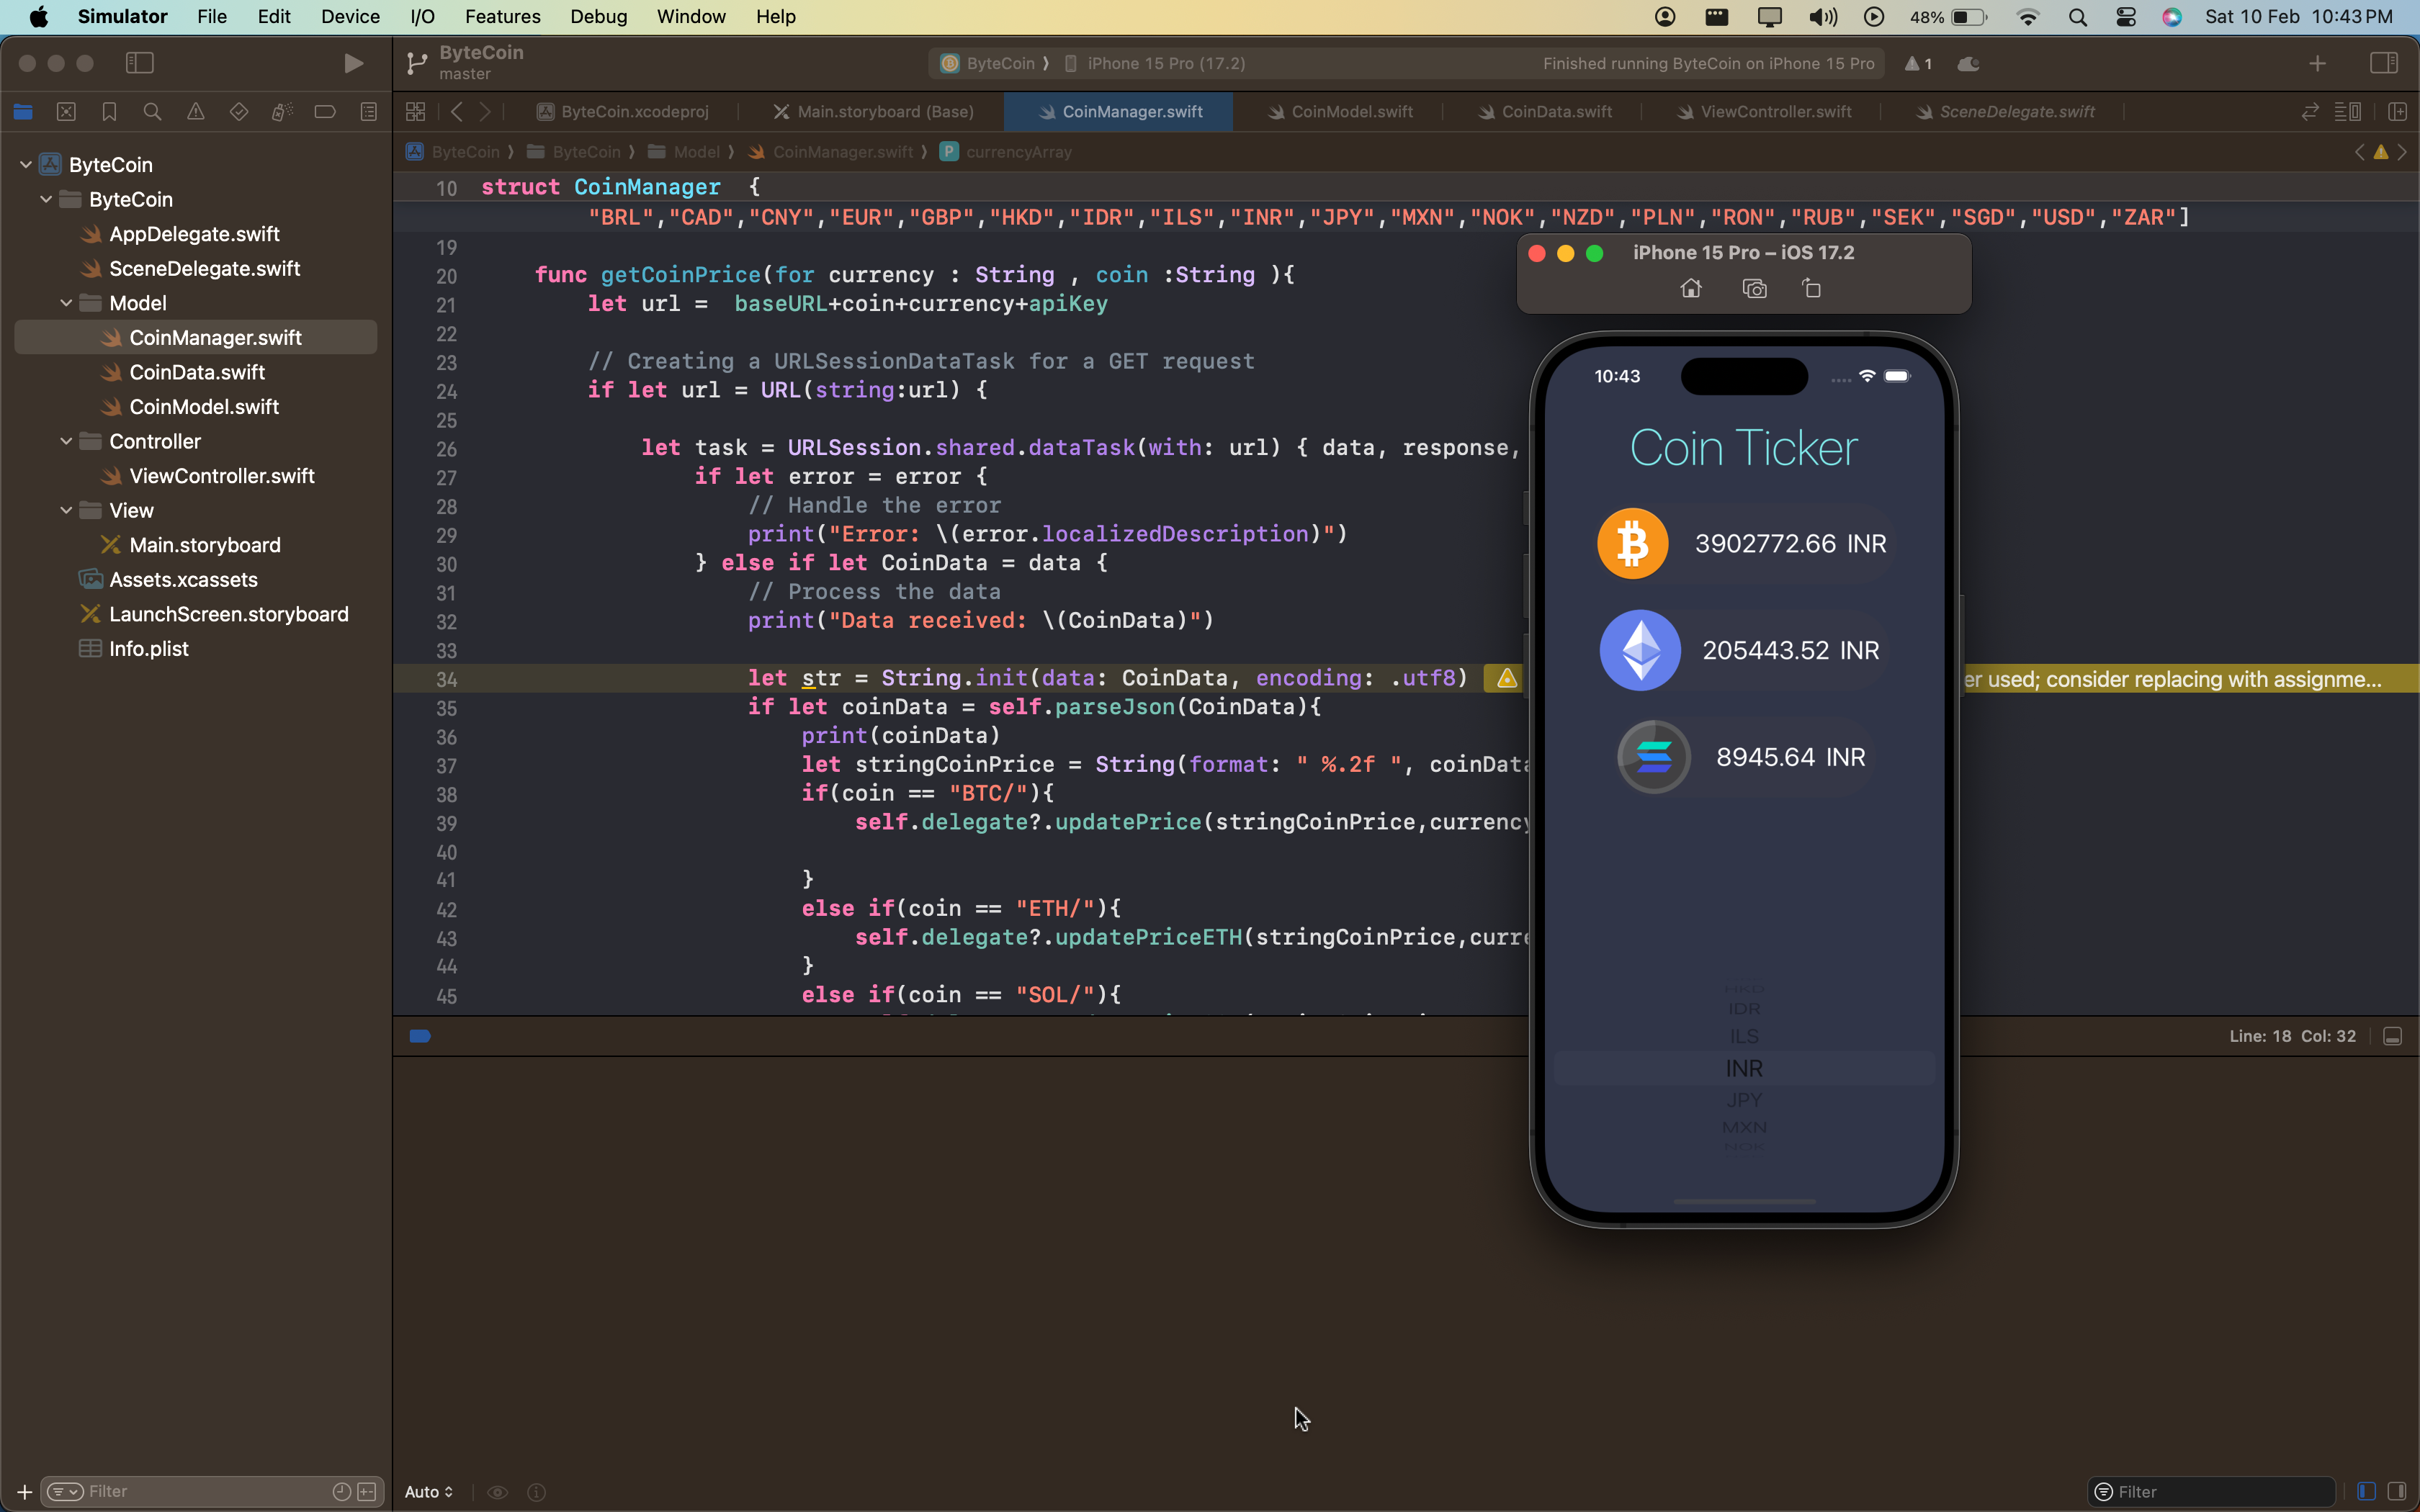 Simulator File Edit Device I/O Features Debug Window Help 48% Sat 10 Feb 10:43 PM
ByteCoin
master
ByteCoin iPhone 15 Pro (17.2) Finished running ByteCoin on iPhone 15 Pro 1
ByteCoin.xcodeproj Main.storyboard (Base) CoinManager.swift CoinModel.swift CoinData.swift ViewController.swift SceneDelegate.swift
ByteCoin ByteCoin Model CoinManager.swift P currencyArray
ByteCoin
ByteCoin
AppDelegate.swift
SceneDelegate.swift
Model
CoinManager.swift
CoinData.swift
CoinModel.swift
Controller
ViewController.swift
View
Main.storyboard
Assets.xcassets
LaunchScreen.storyboard
Info.plist
Filter
10 struct CoinManager {
"BRL","CAD","CNY","EUR","GBP","HKD","IDR","ILS","INR","JPY","MXN","NOK","NZD","PLN","RON","RUB","SEK","SGD","USD","ZAR"]
19
20 func getCoinPrice(for currency : String , coin :String ){
21 let url = baseURL+coin+currency+apiKey
22
23 // Creating a URLSessionDataTask for a GET request
24 if let url = URL(string:url) {
25
26 let task = URLSession.shared.dataTask(with: url) { data, response,
27 if let error = error {
28 // Handle the error
29 print("Error: \(error.localizedDescription)")
30 } else if let CoinData = data {
31 // Process the data
32 print("Data received: \(CoinData)")
33
34 let str = String.init(data: CoinData, encoding: .utf8) er used; consider replacing with assignme...
35 if let coinData = self.parseJson(CoinData){
36 print(coinData)
37 let stringCoinPrice = String(format: " %.2f ", coinData
38 if(coin == "BTC/"){
39 self.delegate?.updatePrice(stringCoinPrice,currency
40
41 }
42 else if(coin == "ETH/"){
43 self.delegate?.updatePriceETH(stringCoinPrice,curre
44 }
45 else if(coin == "SOL/"){
Line: 18 Col: 32
Auto
Filter
iPhone 15 Pro – iOS 17.2
10:43
Coin Ticker
3902772.66 INR
205443.52 INR
8945.64 INR
HKD
IDR
ILS
INR
JPY
MXN
NOK